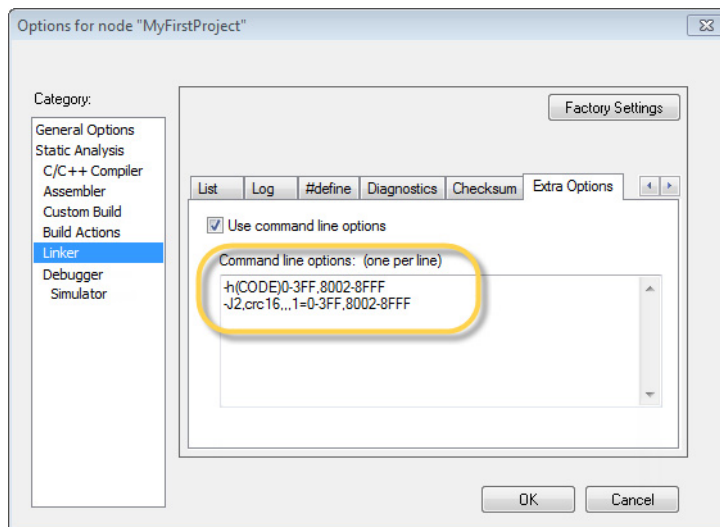 Options for node "MyFirstProject"
Category:
Factory Settings
General Options
Static Analysis
C/C++ Compiler
Assembler
Custom Build
Build Actions
Linker
Debugger
Simulator
List Log #define Diagnostics Checksum Extra Options
Use command line options
Command line options: (one per line)
-h(CODE)0-3FF,8002-8FFF
-J2,crc16,,,1=0-3FF,8002-8FFF
OK Cancel